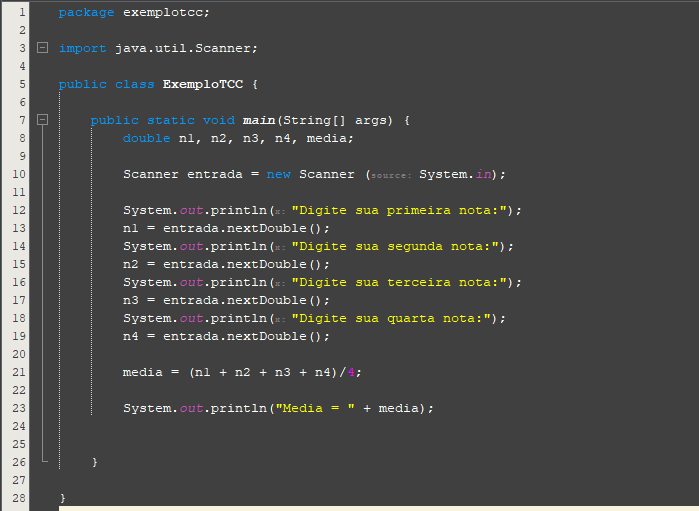 1 package exemplotcc;
2
3 import java.util.Scanner;
4
5 public class ExemploTCC {
6
7 public static void main(String[] args) {
8 double n1, n2, n3, n4, media;
9
10 Scanner entrada = new Scanner (source: System.in);
11
12 System.out.println(x: "Digite sua primeira nota:");
13 n1 = entrada.nextDouble();
14 System.out.println(x: "Digite sua segunda nota:");
15 n2 = entrada.nextDouble();
16 System.out.println(x: "Digite sua terceira nota:");
17 n3 = entrada.nextDouble();
18 System.out.println(x: "Digite sua quarta nota:");
19 n4 = entrada.nextDouble();
20
21 media = (n1 + n2 + n3 + n4)/4;
22
23 System.out.println("Media = " + media);
24
25
26 }
27
28 }